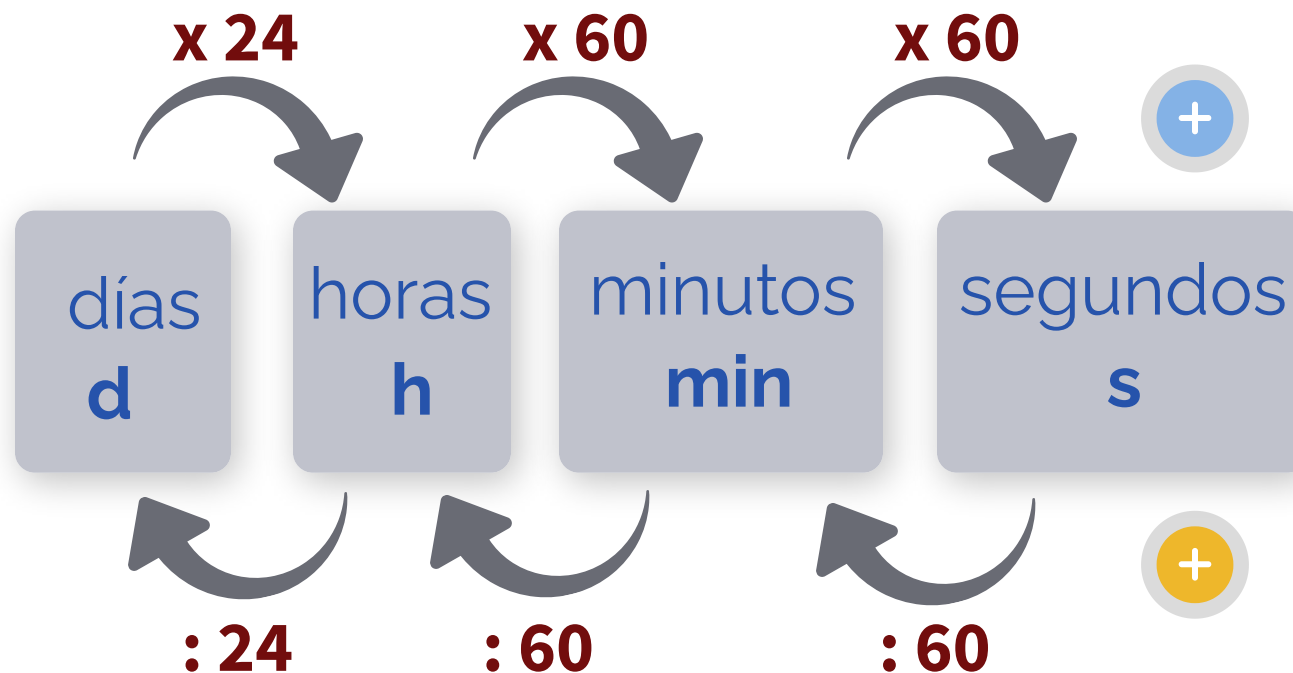 x 24
x 60
x 60
días
d
horas
h
minutos
min
segundos
s
: 24
: 60
: 60